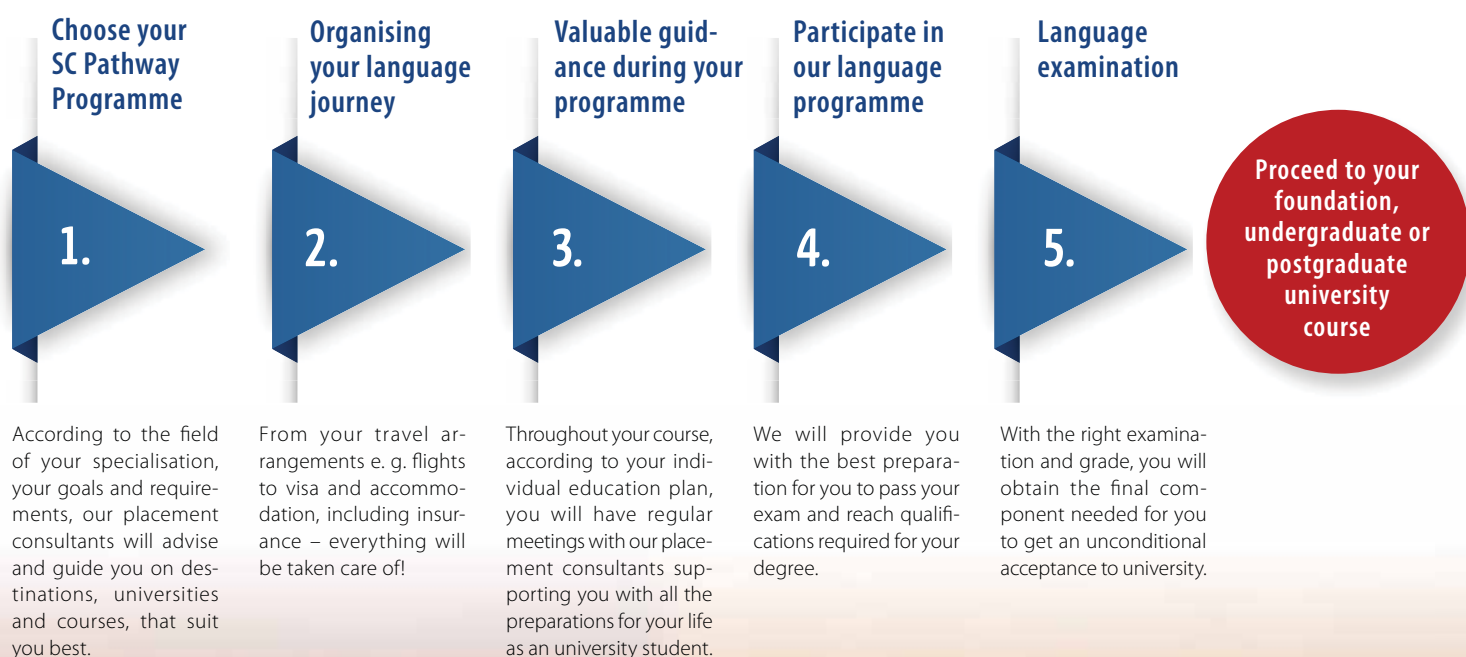 Choose your
SC Pathway
Programme
1.
According to the field
of your specialisation,
your goals and require-
ments, our placement
consultants will advise
and guide you on des-
tinations, universities
and courses, that suit
you best.
Organising
your language
journey
2.
From your travel ar-
rangements e. g. flights
to visa and accommo-
dation, including insur-
ance – everything will
be taken care of!
Valuable guid-
ance during your
programme
3.
Throughout your course,
according to your indi-
vidual education plan,
you will have regular
meetings with our place-
ment consultants sup-
porting you with all the
preparations for your life
as an university student.
Participate in
our language
programme
4.
We will provide you
with the best prepara-
tion for you to pass your
exam and reach qualifi-
cations required for your
degree.
Language
examination
5.
With the right examina-
tion and grade, you will
obtain the final com-
ponent needed for you
to get an unconditional
acceptance to university.
Proceed to your
foundation,
undergraduate or
postgraduate
university
course